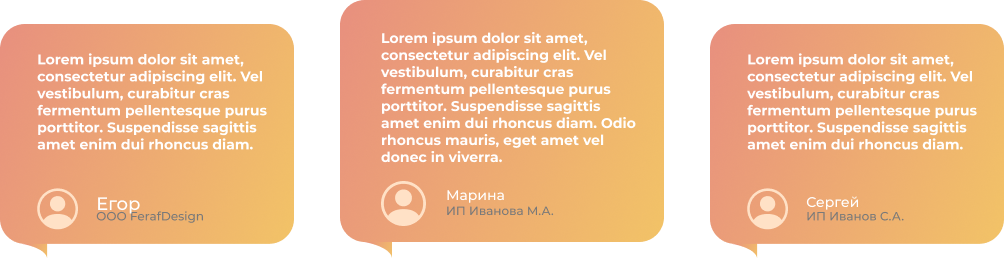 Lorem ipsum dolor sit amet,
consectetur adipiscing elit. Vel
vestibulum, curabitur cras
fermentum pellentesque purus
porttitor. Suspendisse sagittis
amet enim dui rhoncus diam.
Егор
ООО FerafDesign
Lorem ipsum dolor sit amet,
consectetur adipiscing elit. Vel
vestibulum, curabitur cras
fermentum pellentesque purus
porttitor. Suspendisse sagittis
amet enim dui rhoncus diam. Odio
rhoncus mauris, eget amet vel
donec in viverra.
Марина
ИП Иванова М.А.
Lorem ipsum dolor sit amet,
consectetur adipiscing elit. Vel
vestibulum, curabitur cras
fermentum pellentesque purus
porttitor. Suspendisse sagittis
amet enim dui rhoncus diam.
Сергей
ИП Иванов С.А.